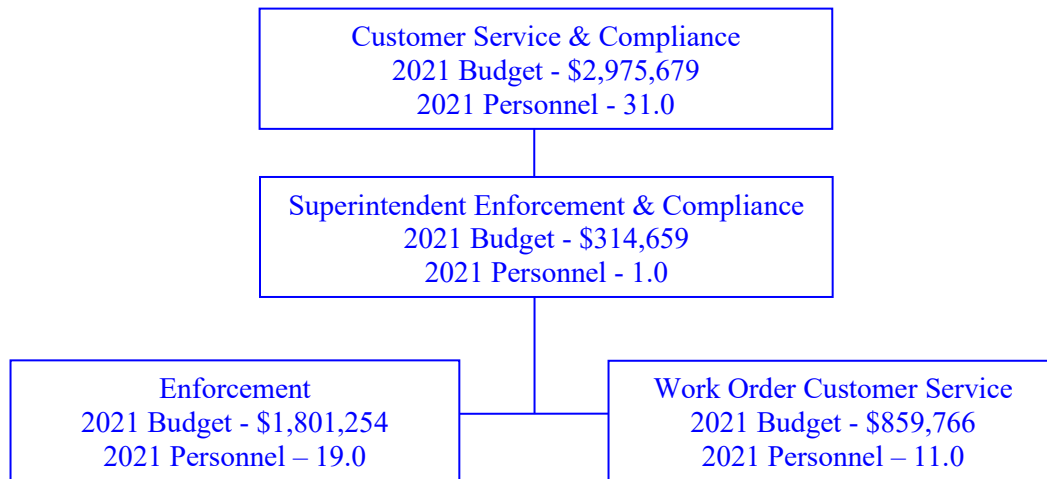 Customer Service & Compliance
2021 Budget - $2,975,679
2021 Personnel - 31.0
Superintendent Enforcement & Compliance
2021 Budget - $314,659
2021 Personnel - 1.0
Enforcement
2021 Budget - $1,801,254
2021 Personnel – 19.0
Work Order Customer Service
2021 Budget - $859,766
2021 Personnel – 11.0